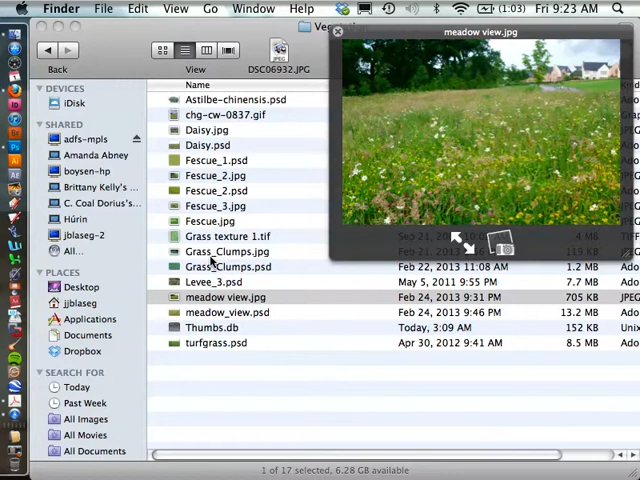 Finder File Edit View Go Window Help (1:03) Fri 9:23 AM
meadow view.jpg
Back View DSC06932.JPG
Name
DEVICES
iDisk
SHARED
adfs-mpls
Amanda Abney
boysen-hp
Brittany Kelly's ...
C. Coal Dorius's...
Húrin
jblaseg-2
All...
PLACES
Desktop
jjblaseg
Applications
Documents
Dropbox
SEARCH FOR
Today
Past Week
All Images
All Movies
All Documents
Astilbe-chinensis.psd
chg-cw-0837.gif
Daisy.jpg
Daisy.psd
Fescue_1.psd
Fescue_2.jpg
Fescue_2.psd
Fescue_3.jpg
Fescue.jpg
Grass texture 1.tif 4 MB TIFF
Grass_Clumps.jpg 119 KB JPEG
Grass_Clumps.psd Feb 22, 2013 11:08 AM 1.2 MB
Levee_3.psd May 5, 2011 9:55 PM 7.7 MB
meadow view.jpg Feb 24, 2013 9:31 PM 705 KB JPEG
meadow_view.psd Feb 24, 2013 9:46 PM 13.2 MB
Thumbs.db Today, 3:09 AM 152 KB Unix
turfgrass.psd Apr 30, 2012 9:41 AM 8.5 MB
1 of 17 selected, 6.28 GB available